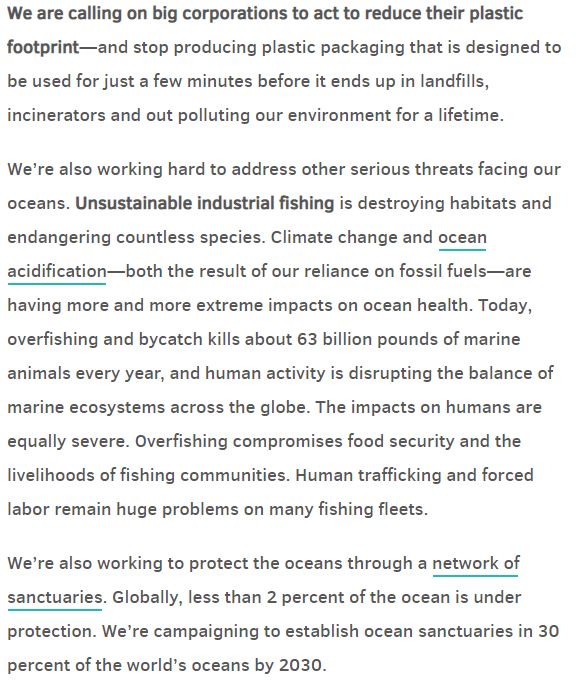 We are calling on big corporations to act to reduce their plastic
footprint—and stop producing plastic packaging that is designed to
be used for just a few minutes before it ends up in landfills,
incinerators and out polluting our environment for a lifetime.
We’re also working hard to address other serious threats facing our
oceans. Unsustainable industrial fishing is destroying habitats and
endangering countless species. Climate change and ocean
acidification—both the result of our reliance on fossil fuels—are
having more and more extreme impacts on ocean health. Today,
overfishing and bycatch kills about 63 billion pounds of marine
animals every year, and human activity is disrupting the balance of
marine ecosystems across the globe. The impacts on humans are
equally severe. Overfishing compromises food security and the
livelihoods of fishing communities. Human trafficking and forced
labor remain huge problems on many fishing fleets.
We’re also working to protect the oceans through a network of
sanctuaries. Globally, less than 2 percent of the ocean is under
protection. We’re campaigning to establish ocean sanctuaries in 30
percent of the world’s oceans by 2030.